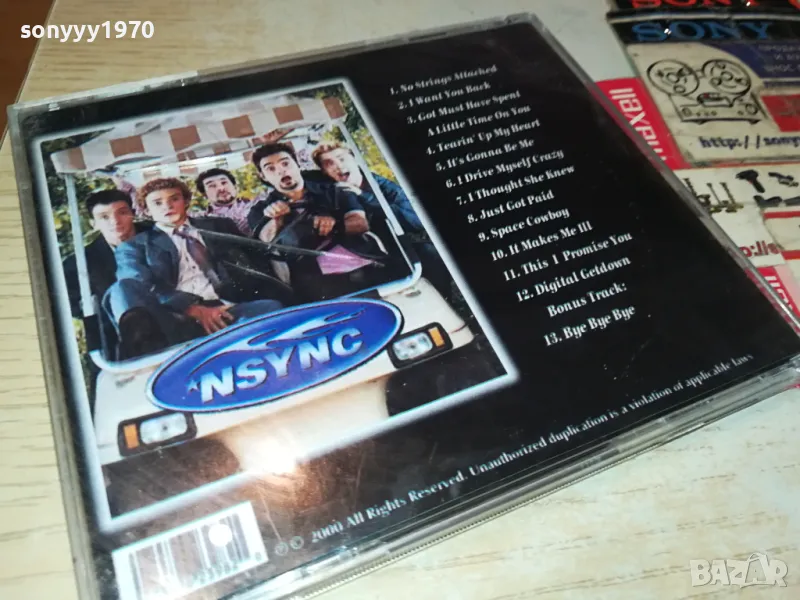 sonyyy1970
SONY
SONY
ПРОДА
http://sony
maxell
1. No Strings Attached
2. I Want You Back
3. Got Must Have Spent
A Little Time On You
4. Tearin' Up My Heart
5. It's Gonna Be Me
6. I Drive Myself Crazy
7. I Thought She Knew
8. Just Got Paid
9. Space Cowboy
10. It Makes Me Ill
11. This I Promise You
12. Digital Getdown
Bonus Track:
13. Bye Bye Bye
*NSYNC
℗ © 2000 All Rights Reserved. Unauthorized duplication is a violation of applicable laws
BAZAR